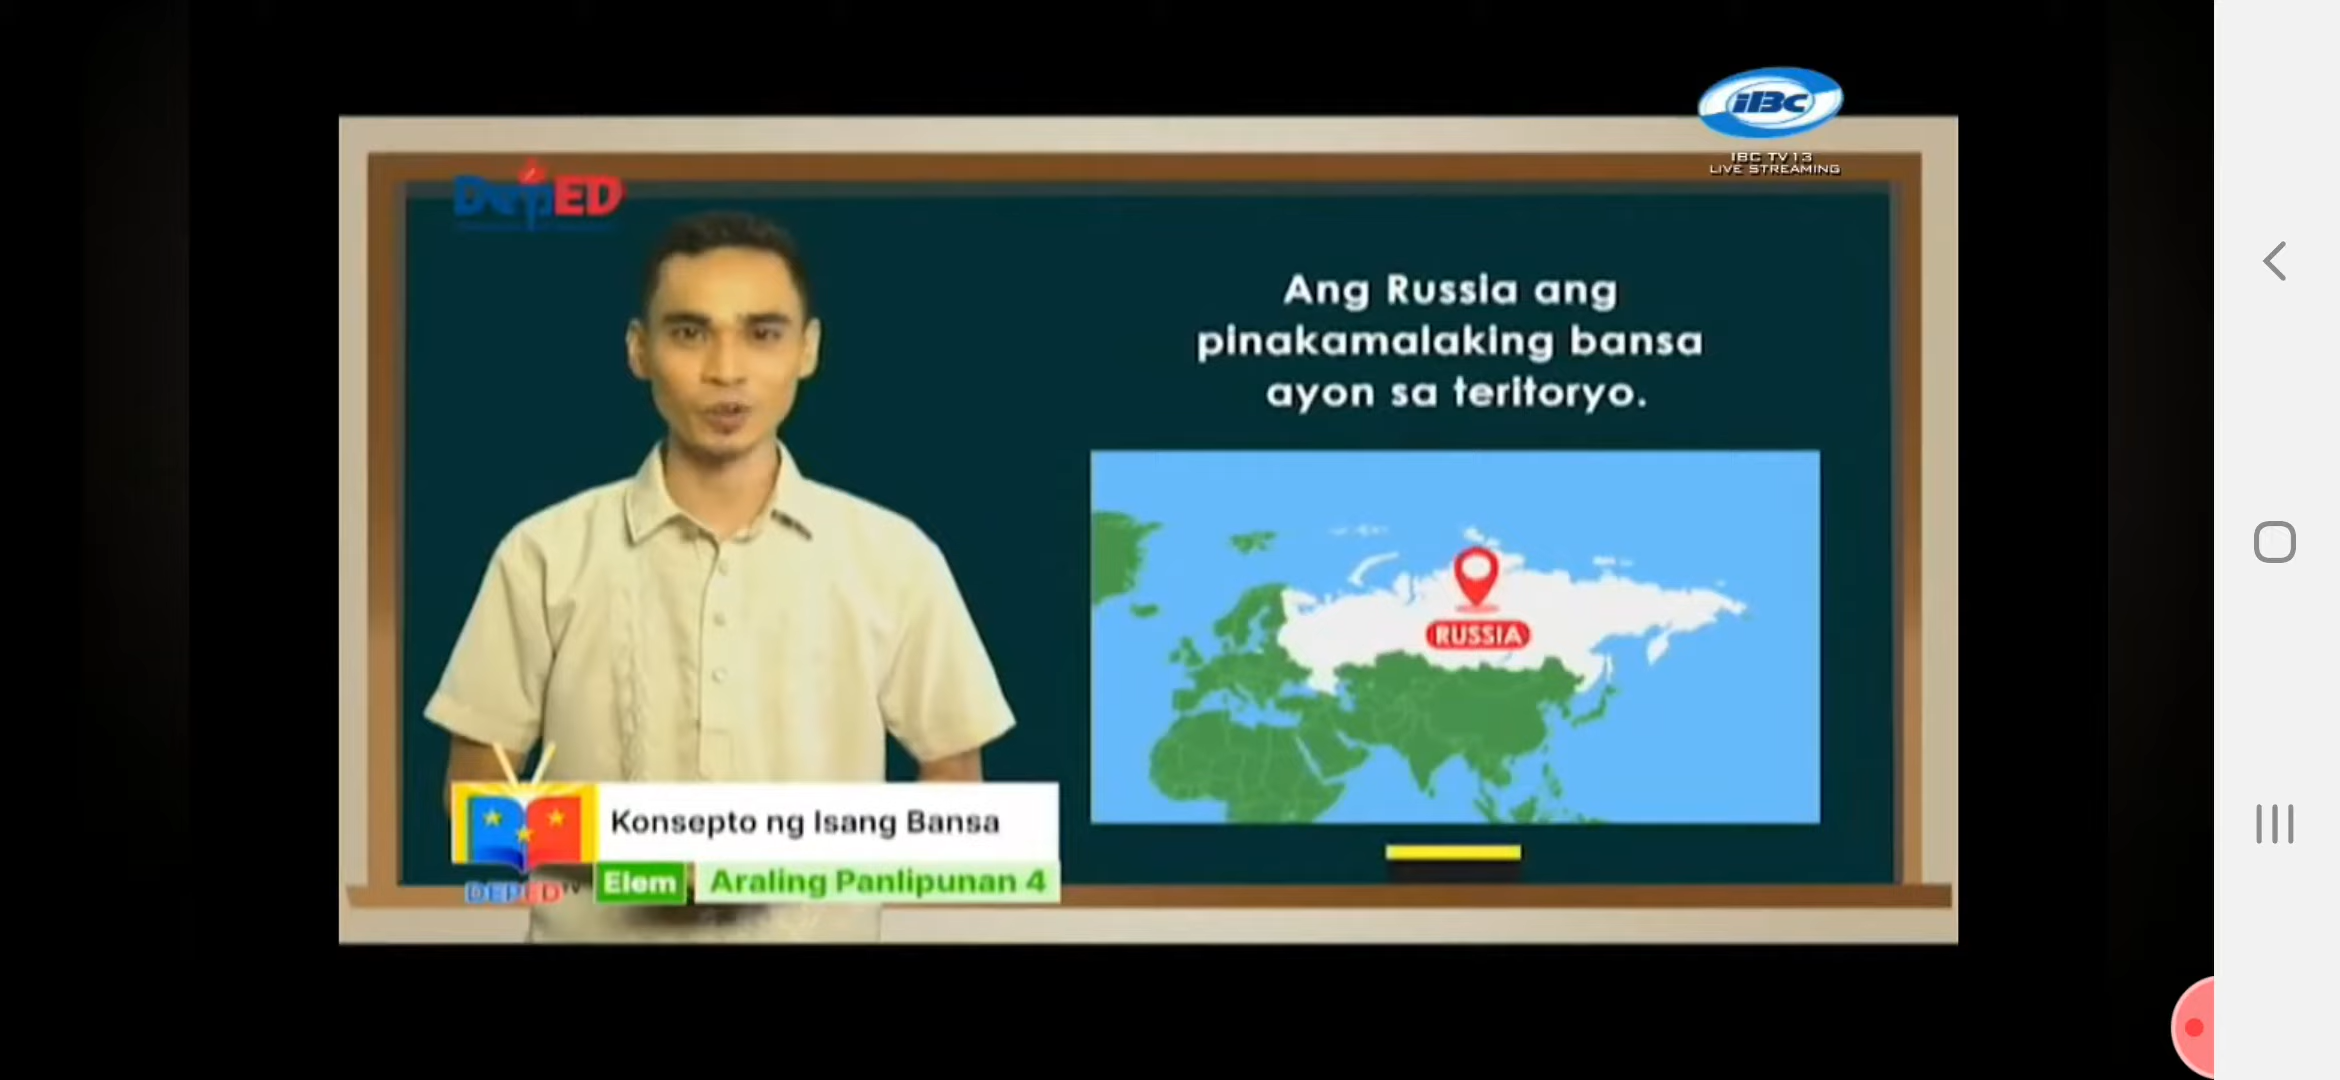 iBC
IBC TV13
LIVE STREAMING
DepED
Ang Russia ang
pinakamalaking bansa
ayon sa teritoryo.
RUSSIA
Konsepto ng Isang Bansa
DEPED TV
Elem
Araling Panlipunan 4